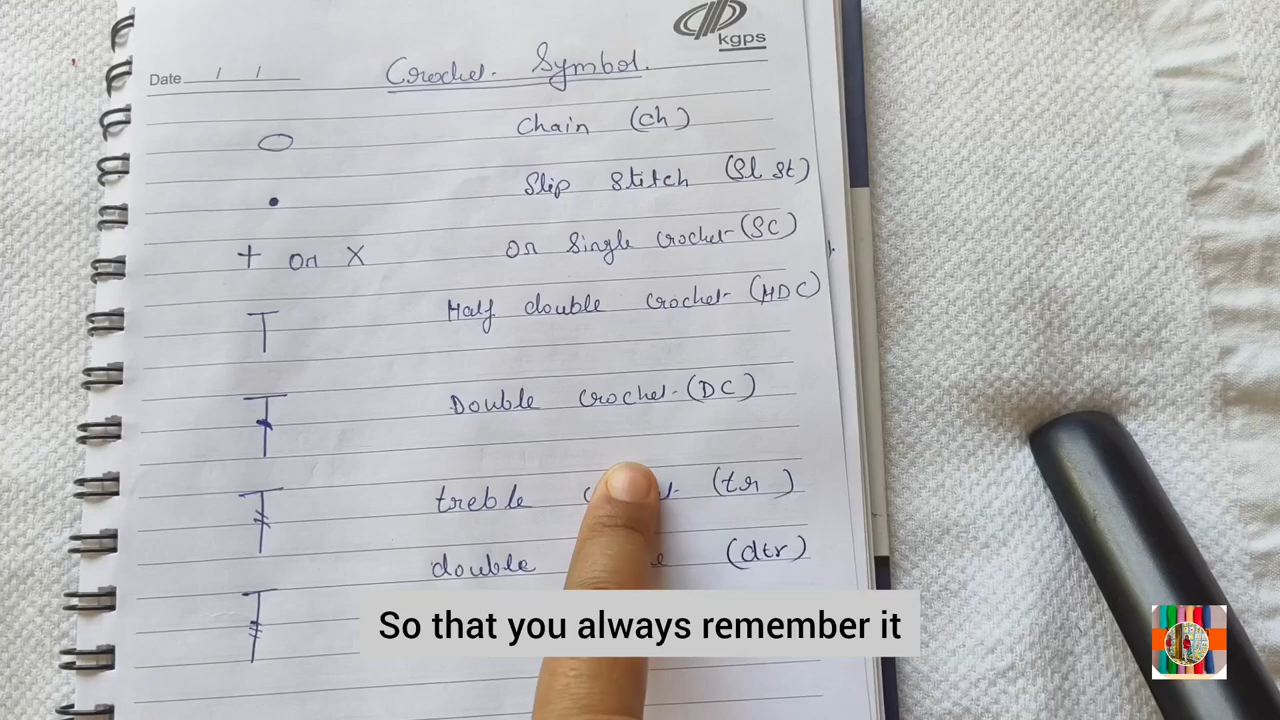 kgps
Date / /
Crochet Symbol.
Chain (ch)
Slip Stitch (Sl St)
+ or X or Single Crochet (SC)
Half double Crochet (HDC)
Double Crochet (DC)
treble (tr)
double (dtr)
So that you always remember it